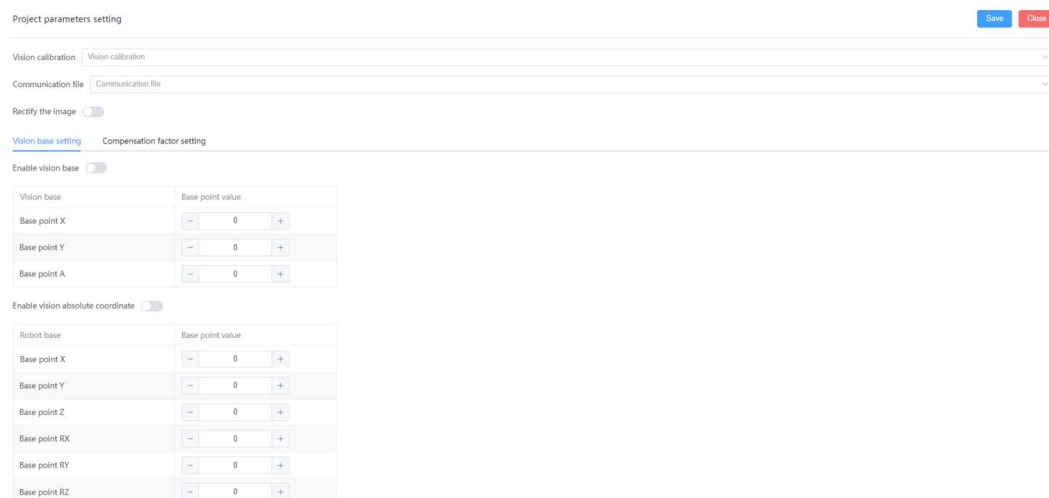 Project parameters setting Save Close
Vision calibration Vision calibration
Communication file Communication file
Rectify the image
Vision base setting Compensation factor setting
Enable vision base
Vision base Base point value
Base point X − 0 +
Base point Y − 0 +
Base point A − 0 +
Enable vision absolute coordinate
Robot base Base point value
Base point X − 0 +
Base point Y − 0 +
Base point Z − 0 +
Base point RX − 0 +
Base point RY − 0 +
Base point RZ − 0 +